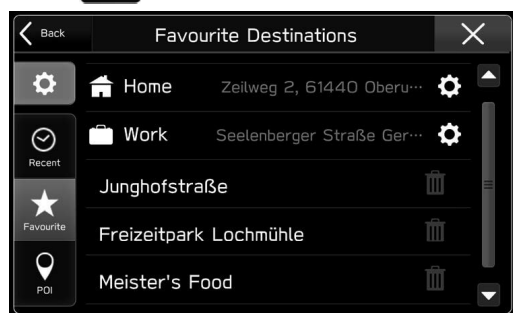 Back
Favourite Destinations
Home Zeilweg 2, 61440 Oberu…
Work Seelenberger Straße Ger…
Recent
Junghofstraße
Favourite
Freizeitpark Lochmühle
POI
Meister's Food